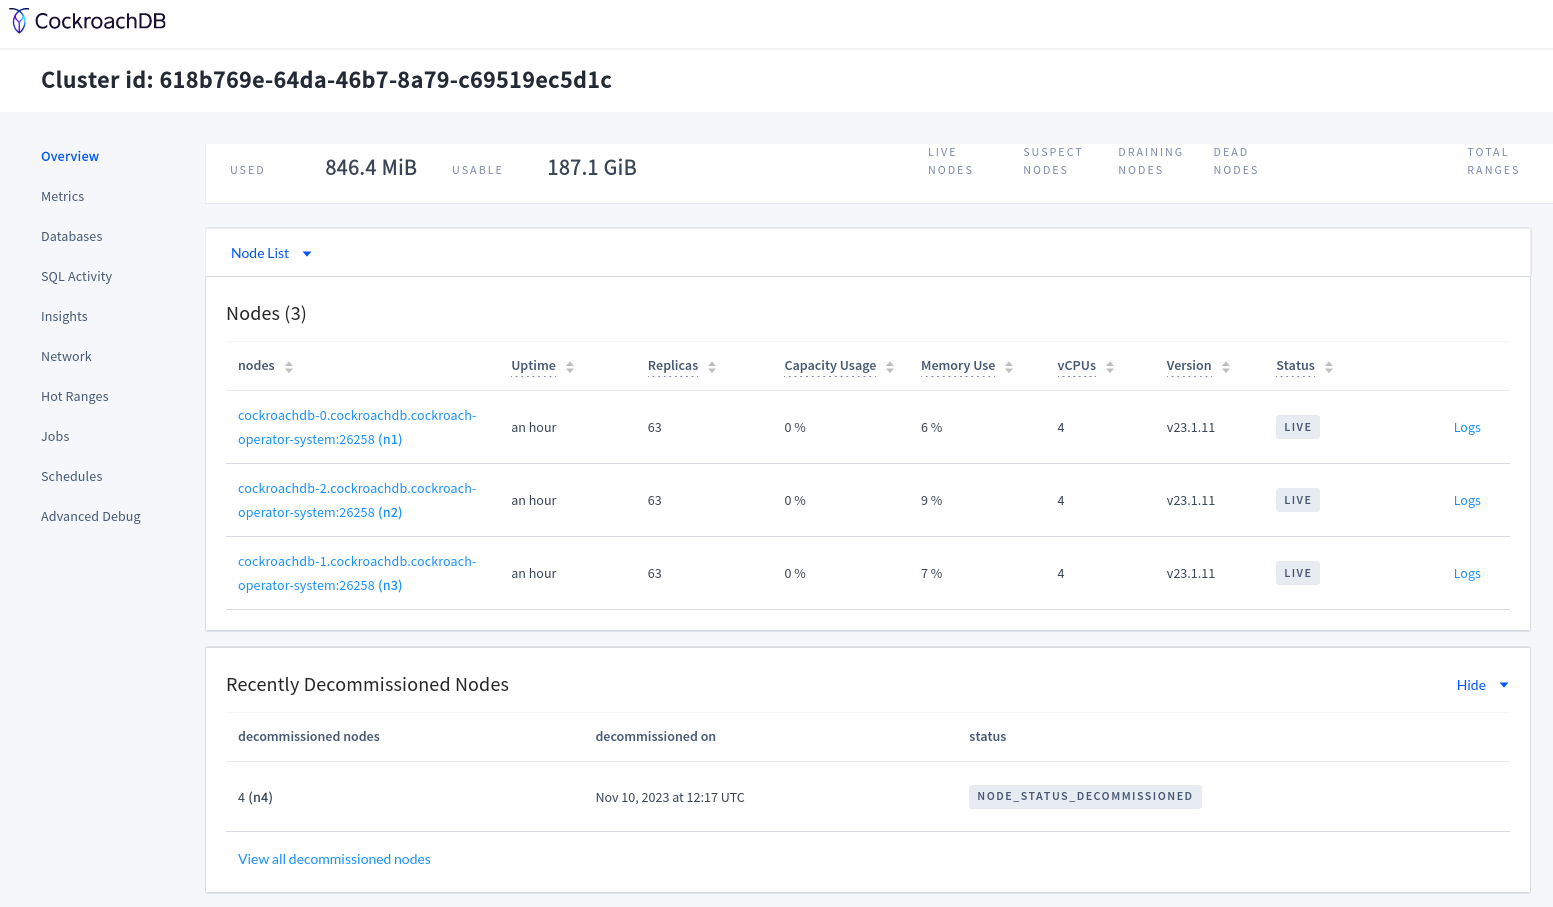 CockroachDB
Cluster id: 618b769e-64da-46b7-8a79-c69519ec5d1c
Overview
Metrics
Databases
SQL Activity
Insights
Network
Hot Ranges
Jobs
Schedules
Advanced Debug
USED 846.4 MiB USABLE 187.1 GiB
LIVE NODES
SUSPECT NODES
DRAINING NODES
DEAD NODES
TOTAL RANGES
Node List
Nodes (3)
nodes Uptime Replicas Capacity Usage Memory Use vCPUs Version Status
cockroachdb-0.cockroachdb.cockroach-
operator-system:26258 (n1)
an hour 63 0 % 6 % 4 v23.1.11 LIVE Logs
cockroachdb-2.cockroachdb.cockroach-
operator-system:26258 (n2)
an hour 63 0 % 9 % 4 v23.1.11 LIVE Logs
cockroachdb-1.cockroachdb.cockroach-
operator-system:26258 (n3)
an hour 63 0 % 7 % 4 v23.1.11 LIVE Logs
Recently Decommissioned Nodes Hide
decommissioned nodes decommissioned on status
4 (n4) Nov 10, 2023 at 12:17 UTC NODE_STATUS_DECOMMISSIONED
View all decommissioned nodes